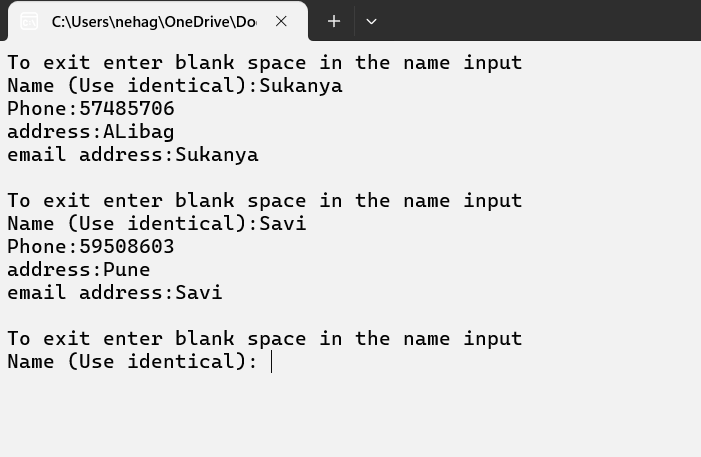 C:\Users\nehag\OneDrive\Do
To exit enter blank space in the name input
Name (Use identical):Sukanya
Phone:57485706
address:ALibag
email address:Sukanya
To exit enter blank space in the name input
Name (Use identical):Savi
Phone:59508603
address:Pune
email address:Savi
To exit enter blank space in the name input
Name (Use identical):